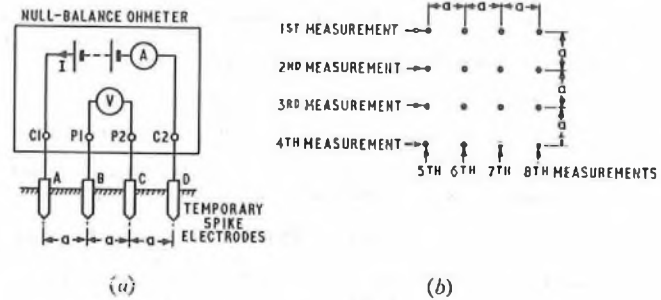 NULL-BALANCE OHMETER
I
A
V
C1 P1 P2 C2
A B C D
TEMPORARY
SPIKE
ELECTRODES
a a a
(a)
a a a
1ST MEASUREMENT
2ND MEASUREMENT
3RD MEASUREMENT
4TH MEASUREMENT
a
a
a
5TH 6TH 7TH 8TH MEASUREMENTS
(b)